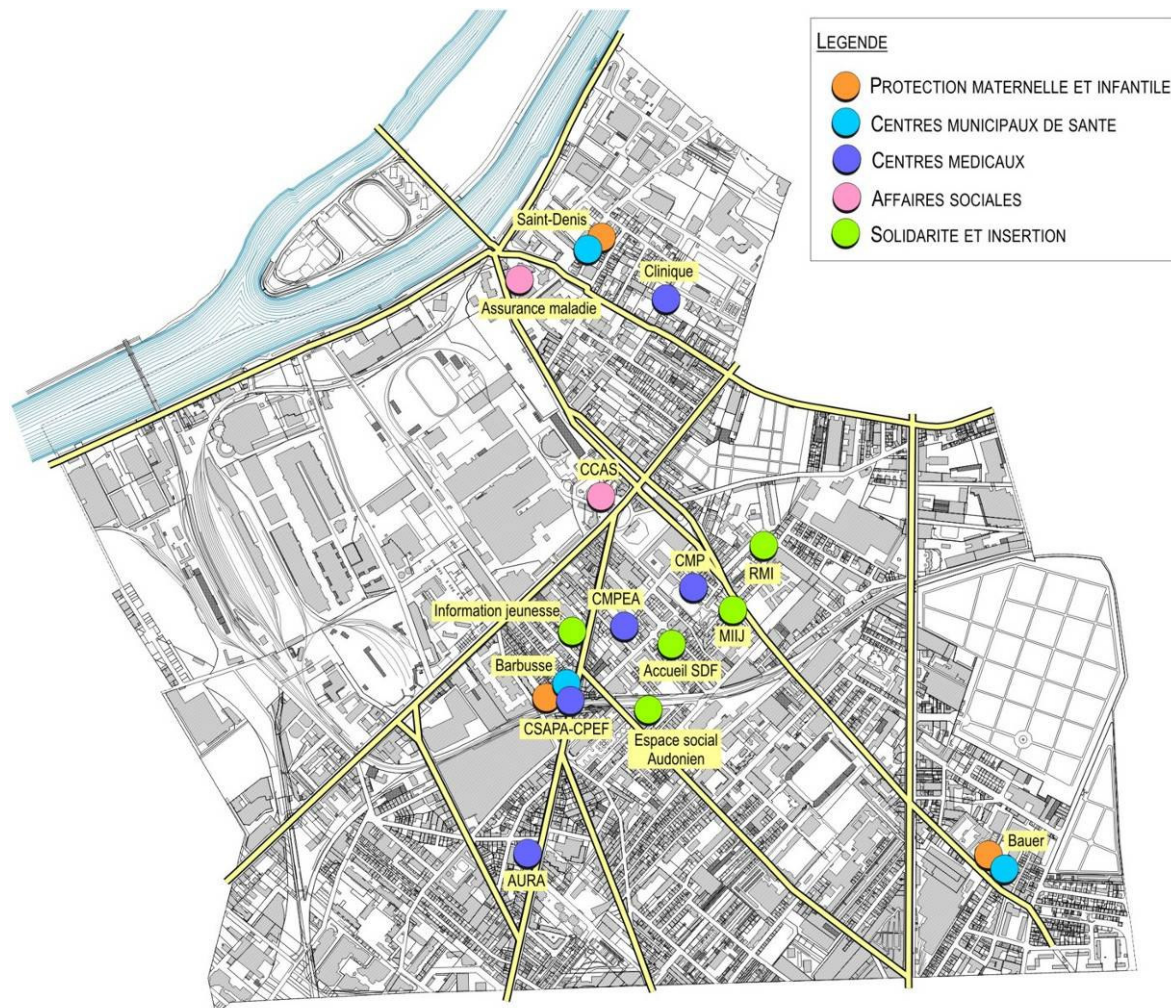 LEGENDE
PROTECTION MATERNELLE ET INFANTILE
CENTRES MUNICIPAUX DE SANTE
CENTRES MEDICAUX
AFFAIRES SOCIALES
SOLIDARITE ET INSERTION
Saint-Denis
Clinique
Assurance maladie
CCAS
CMP
RMI
CMPEA
Information jeunesse
MIIJ
Accueil SDF
Barbusse
CSAPA-CPEF
Espace social
Audonien
Bauer
AURA